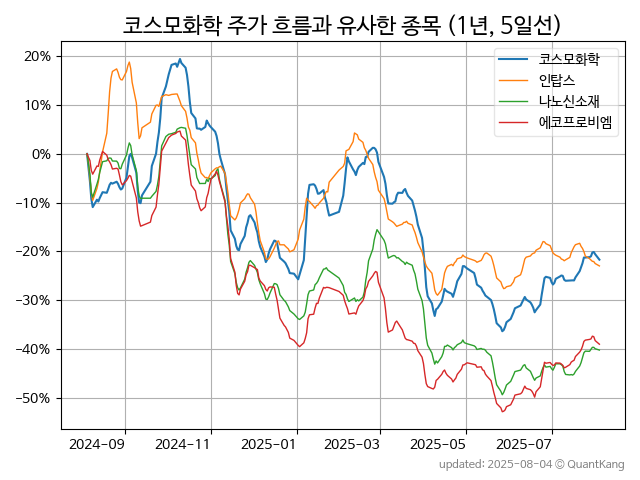 코스모화학 주가 흐름과 유사한 종목 (1년, 5일선)
코스모화학
인탑스
나노신소재
에코프로비엠
20%
10%
0%
−10%
−20%
−30%
−40%
−50%
2024-09
2024-11
2025-01
2025-03
2025-05
2025-07
updated: 2025-08-04 © QuantKang